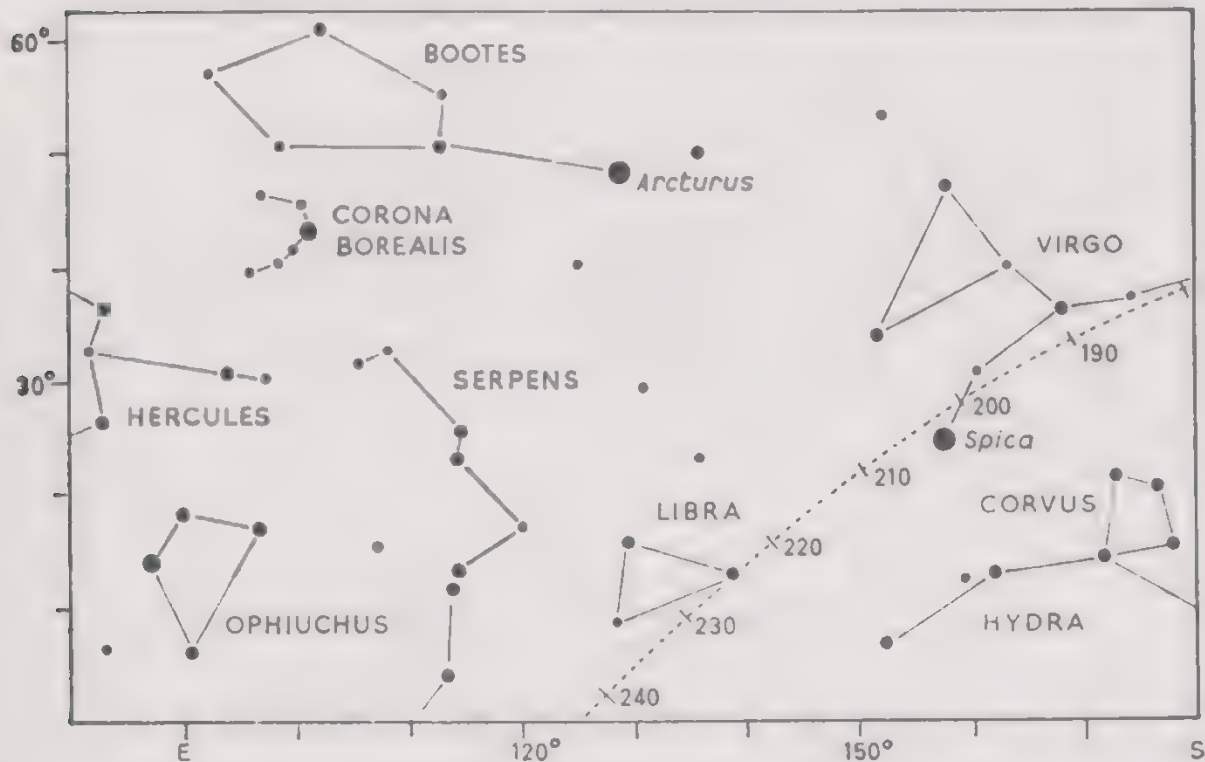 60°
BOOTES
Arcturus
CORONA
BOREALIS
VIRGO
190
30°
SERPENS
HERCULES
200
Spica
210
LIBRA
CORVUS
220
OPHIUCHUS
230
HYDRA
240
E
120°
150°
S